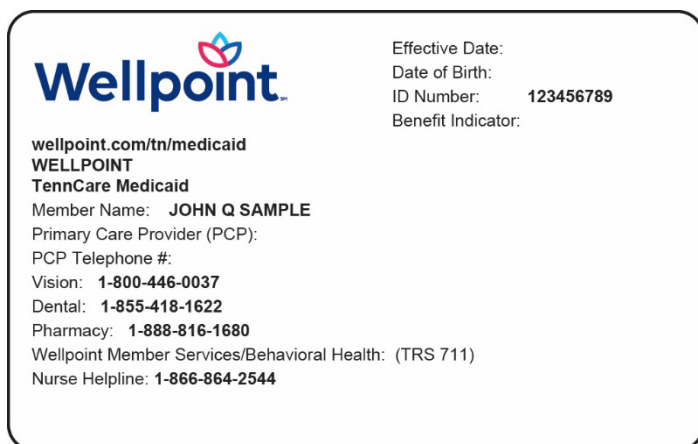 Wellpoint SM
Effective Date:
Date of Birth:
ID Number: 123456789
Benefit Indicator:
wellpoint.com/tn/medicaid
WELLPOINT
TennCare Medicaid
Member Name: JOHN Q SAMPLE
Primary Care Provider (PCP):
PCP Telephone #:
Vision: 1-800-446-0037
Dental: 1-855-418-1622
Pharmacy: 1-888-816-1680
Wellpoint Member Services/Behavioral Health: (TRS 711)
Nurse Helpline: 1-866-864-2544